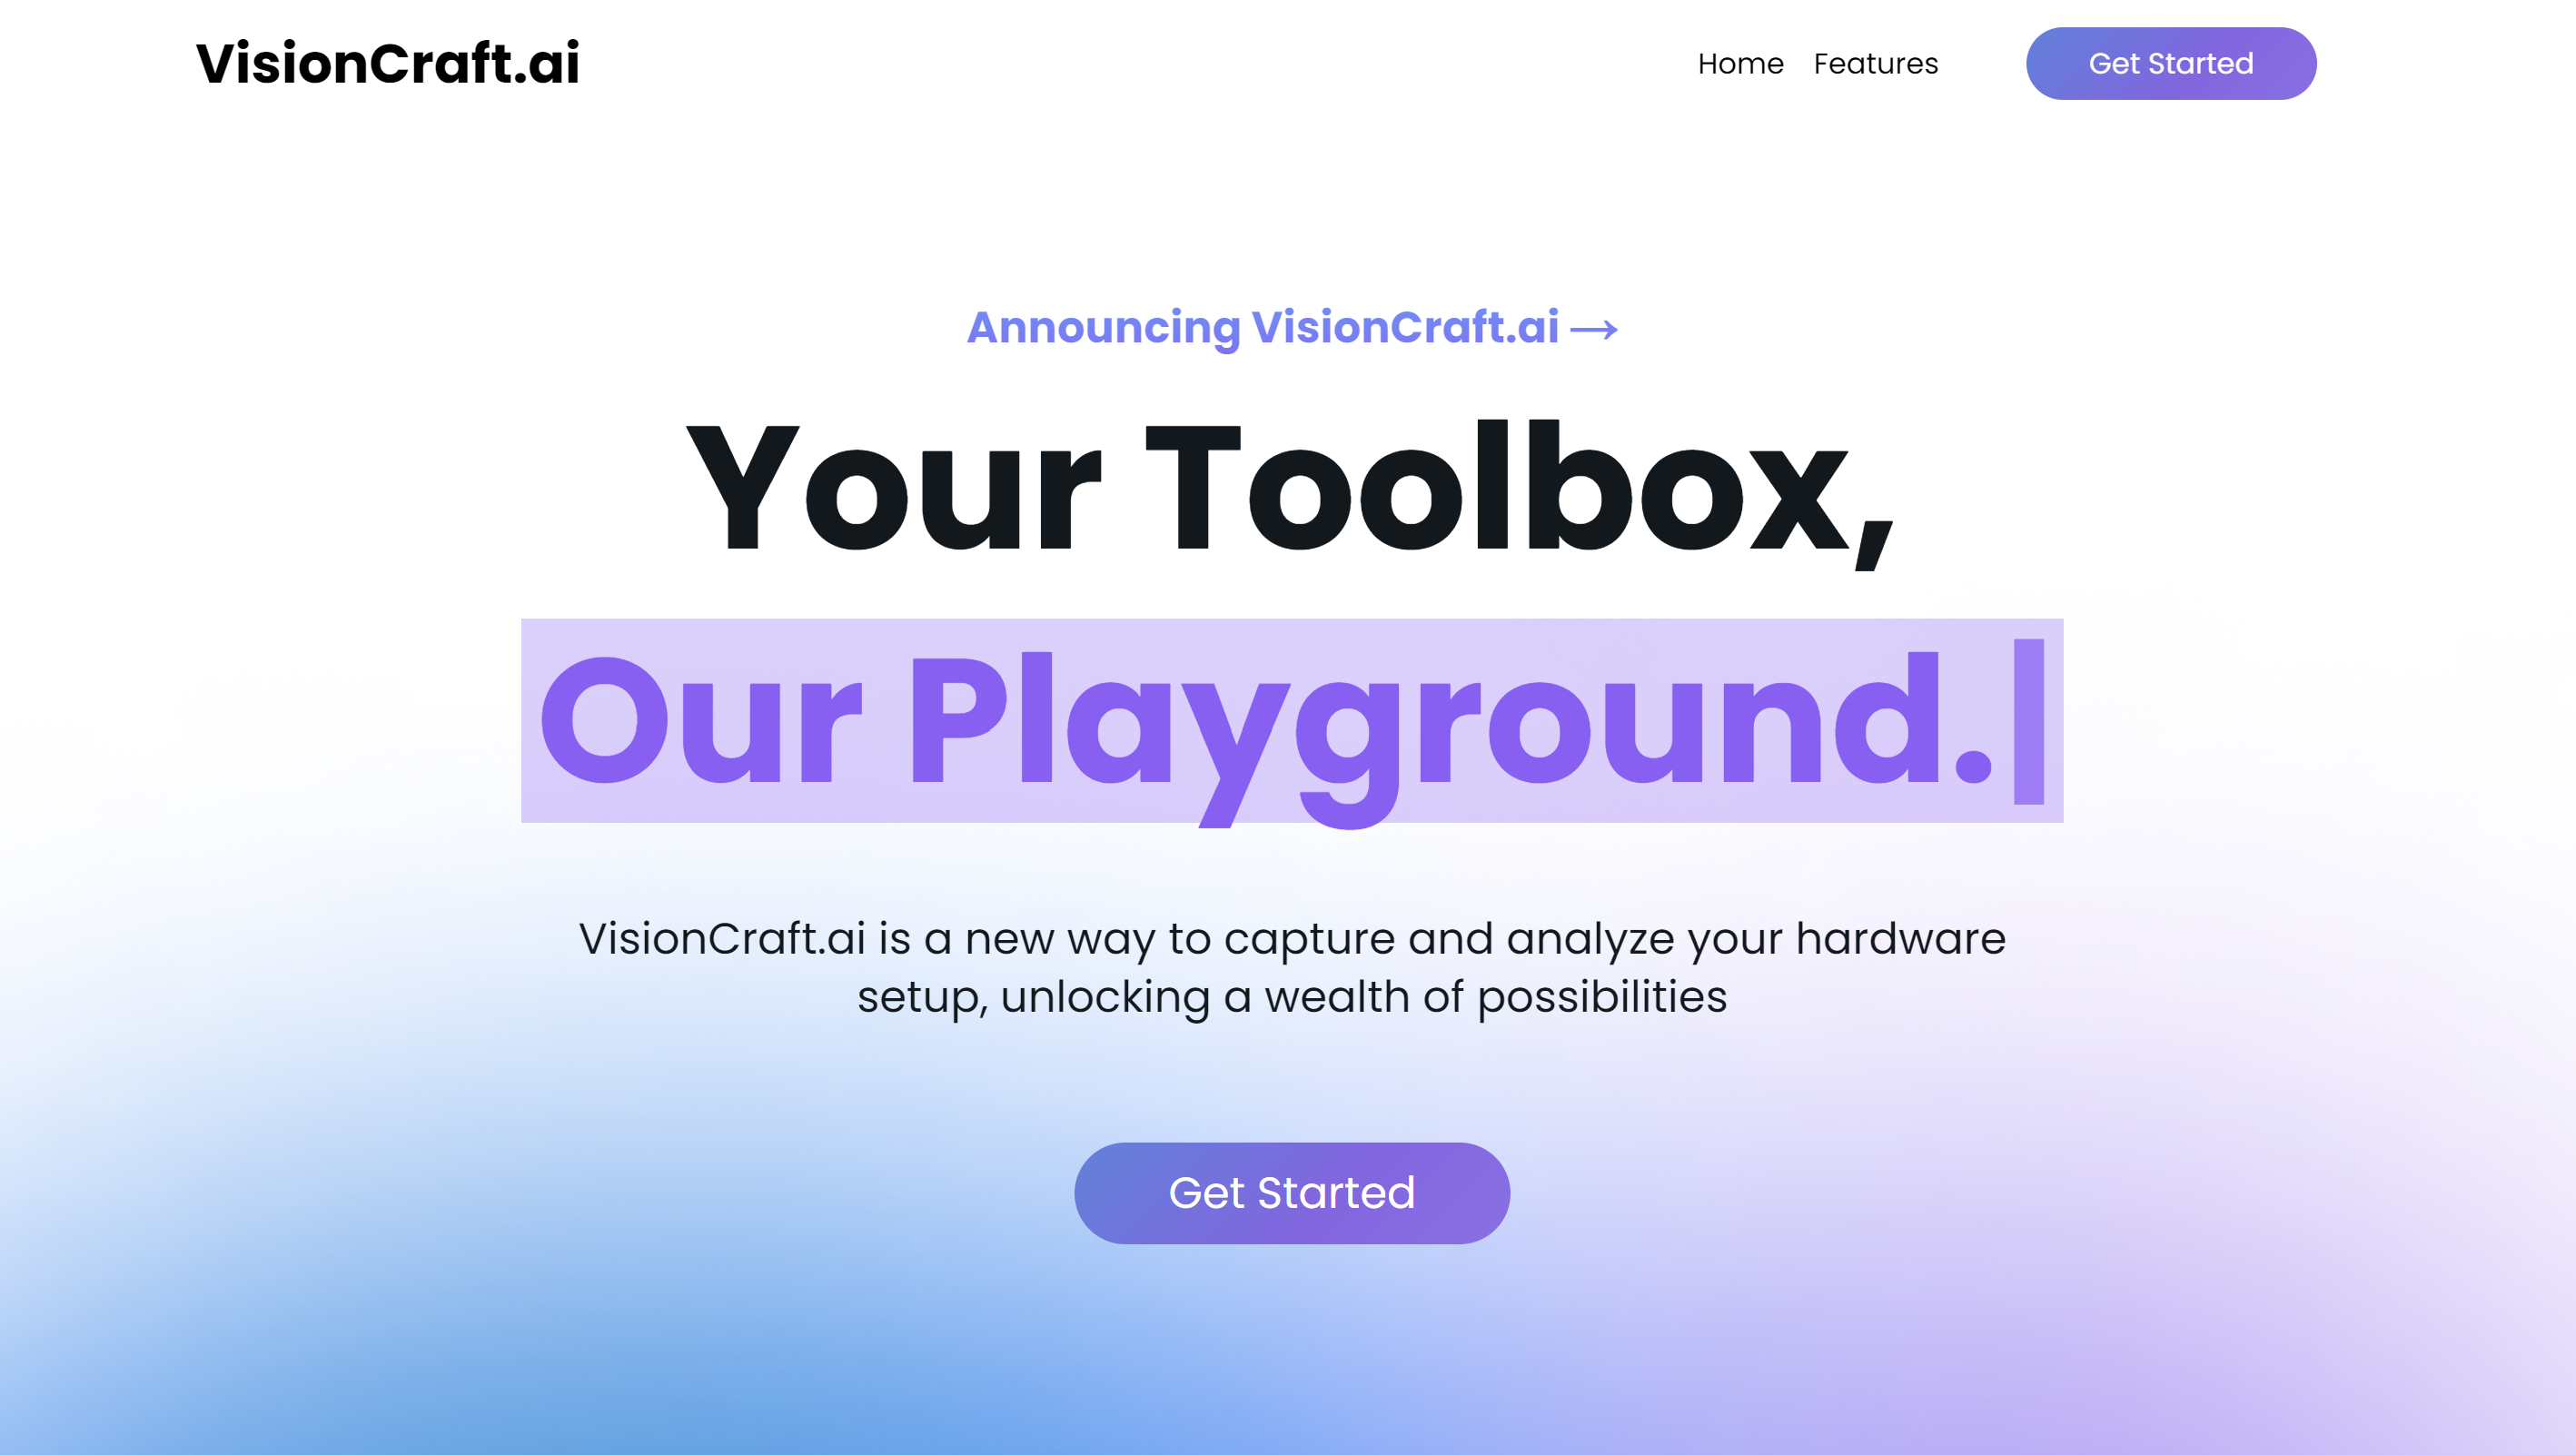 VisionCraft.ai
Home Features Get Started
Announcing VisionCraft.ai →
Your Toolbox,
Our Playground.|
VisionCraft.ai is a new way to capture and analyze your hardware
setup, unlocking a wealth of possibilities
Get Started